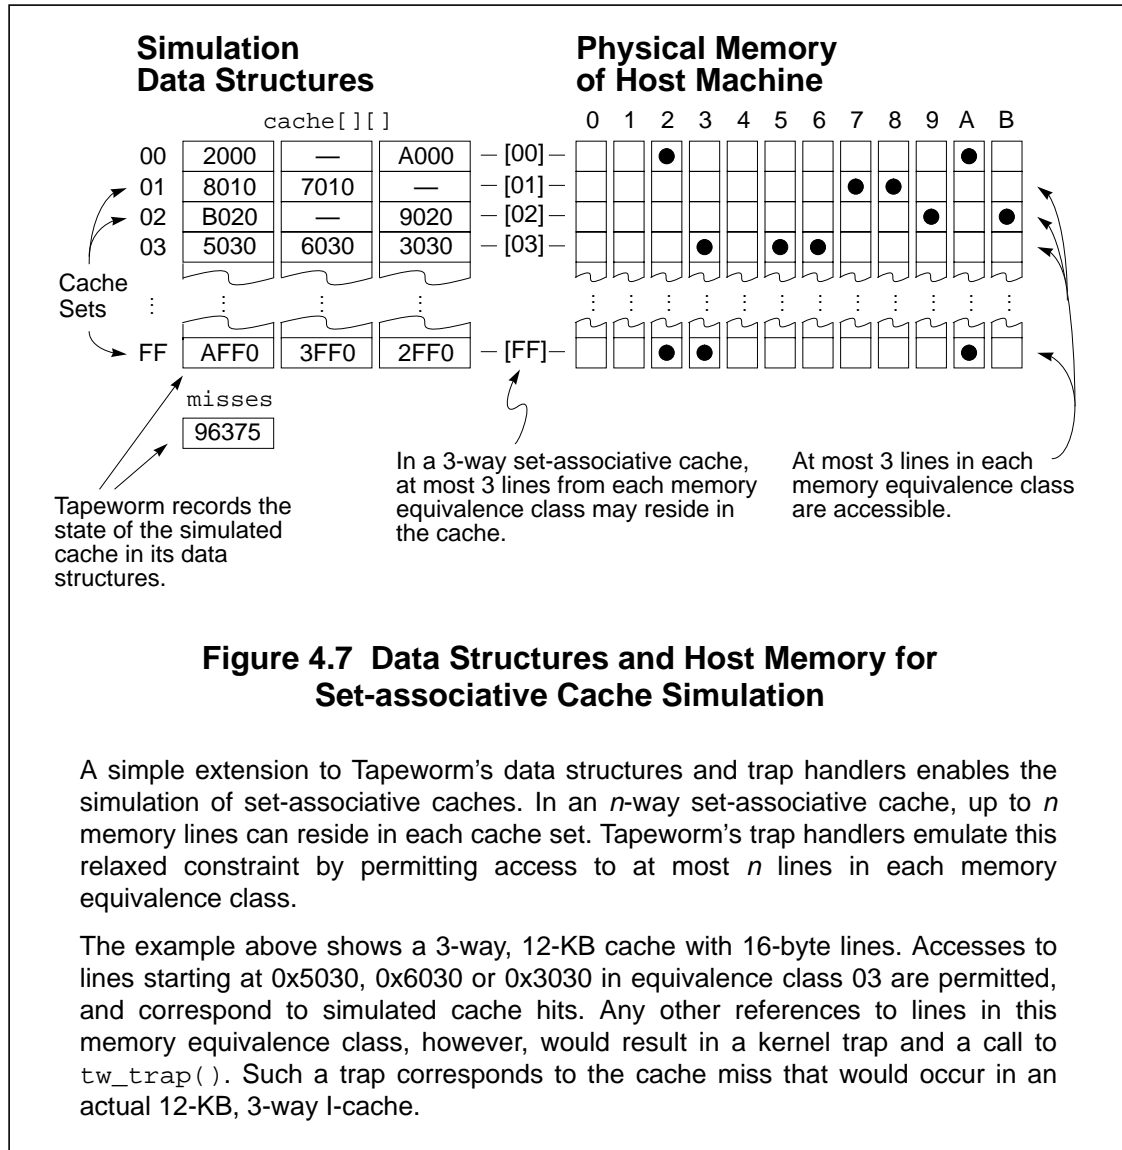 Simulation
Data Structures
Physical Memory
of Host Machine
cache[][]
0 1 2 3 4 5 6 7 8 9 A B
00 2000 — A000 [00]
01 8010 7010 — [01]
02 B020 — 9020 [02]
03 5030 6030 3030 [03]
Cache
Sets
FF AFF0 3FF0 2FF0 [FF]
misses
96375
Tapeworm records the
state of the simulated
cache in its data
structures.
In a 3-way set-associative cache,
at most 3 lines from each memory
equivalence class may reside in
the cache.
At most 3 lines in each
memory equivalence class
are accessible.
Figure 4.7 Data Structures and Host Memory for
Set-associative Cache Simulation
A simple extension to Tapeworm's data structures and trap handlers enables the
simulation of set-associative caches. In an n-way set-associative cache, up to n
memory lines can reside in each cache set. Tapeworm's trap handlers emulate this
relaxed constraint by permitting access to at most n lines in each memory
equivalence class.
The example above shows a 3-way, 12-KB cache with 16-byte lines. Accesses to
lines starting at 0x5030, 0x6030 or 0x3030 in equivalence class 03 are permitted,
and correspond to simulated cache hits. Any other references to lines in this
memory equivalence class, however, would result in a kernel trap and a call to
tw_trap(). Such a trap corresponds to the cache miss that would occur in an
actual 12-KB, 3-way I-cache.